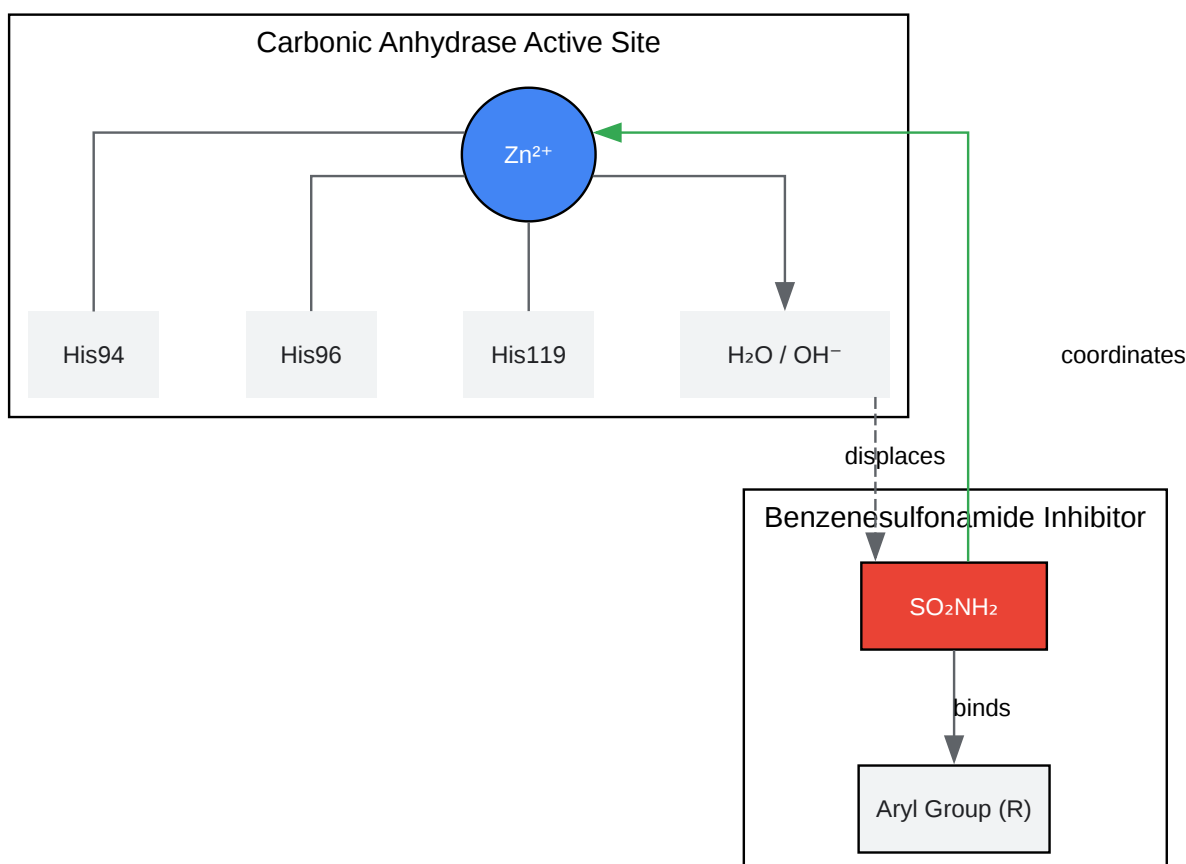 Carbonic Anhydrase Active Site
Zn²⁺
His94
His96
His119
H₂O / OH⁻
coordinates
displaces
Benzenesulfonamide Inhibitor
SO₂NH₂
binds
Aryl Group (R)